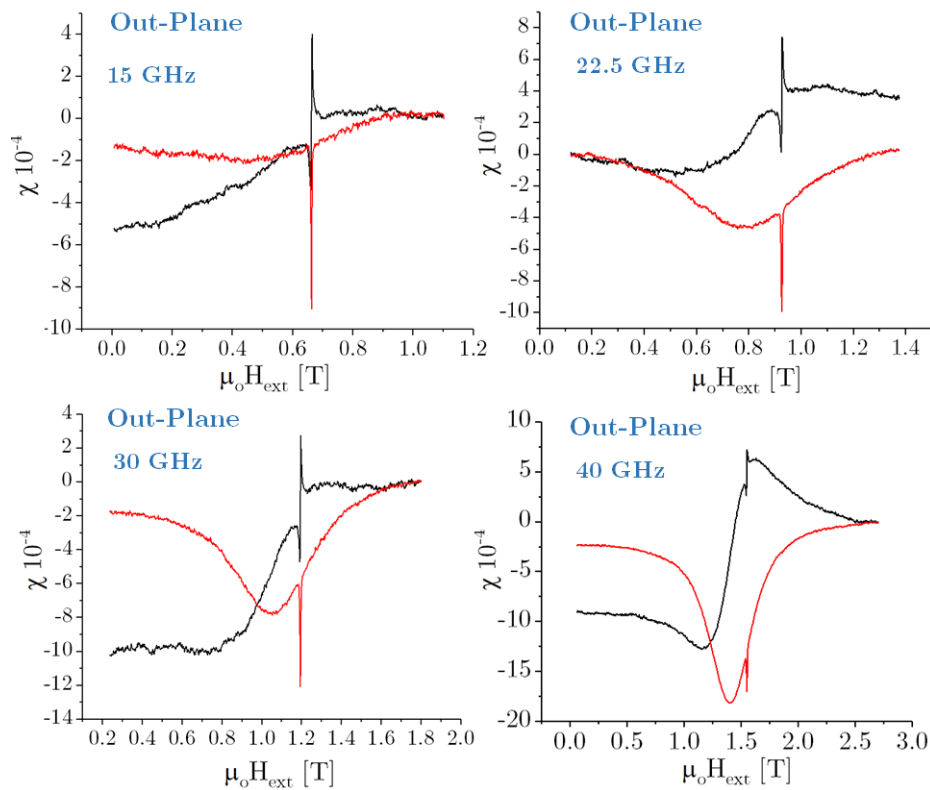 Out-Plane
15 GHz
χ 10⁻⁴
4
2
0
-2
-4
-6
-8
-10
0.0 0.2 0.4 0.6 0.8 1.0 1.2
μₒHₑₓₜ [T]
Out-Plane
22.5 GHz
χ 10⁻⁴
8
6
4
2
0
-2
-4
-6
-8
-10
0.0 0.2 0.4 0.6 0.8 1.0 1.2 1.4
μₒHₑₓₜ [T]
Out-Plane
30 GHz
χ 10⁻⁴
4
2
0
-2
-4
-6
-8
-10
-12
-14
0.2 0.4 0.6 0.8 1.0 1.2 1.4 1.6 1.8 2.0
μₒHₑₓₜ [T]
Out-Plane
40 GHz
χ 10⁻⁴
10
5
0
-5
-10
-15
-20
0.0 0.5 1.0 1.5 2.0 2.5 3.0
μₒHₑₓₜ [T]